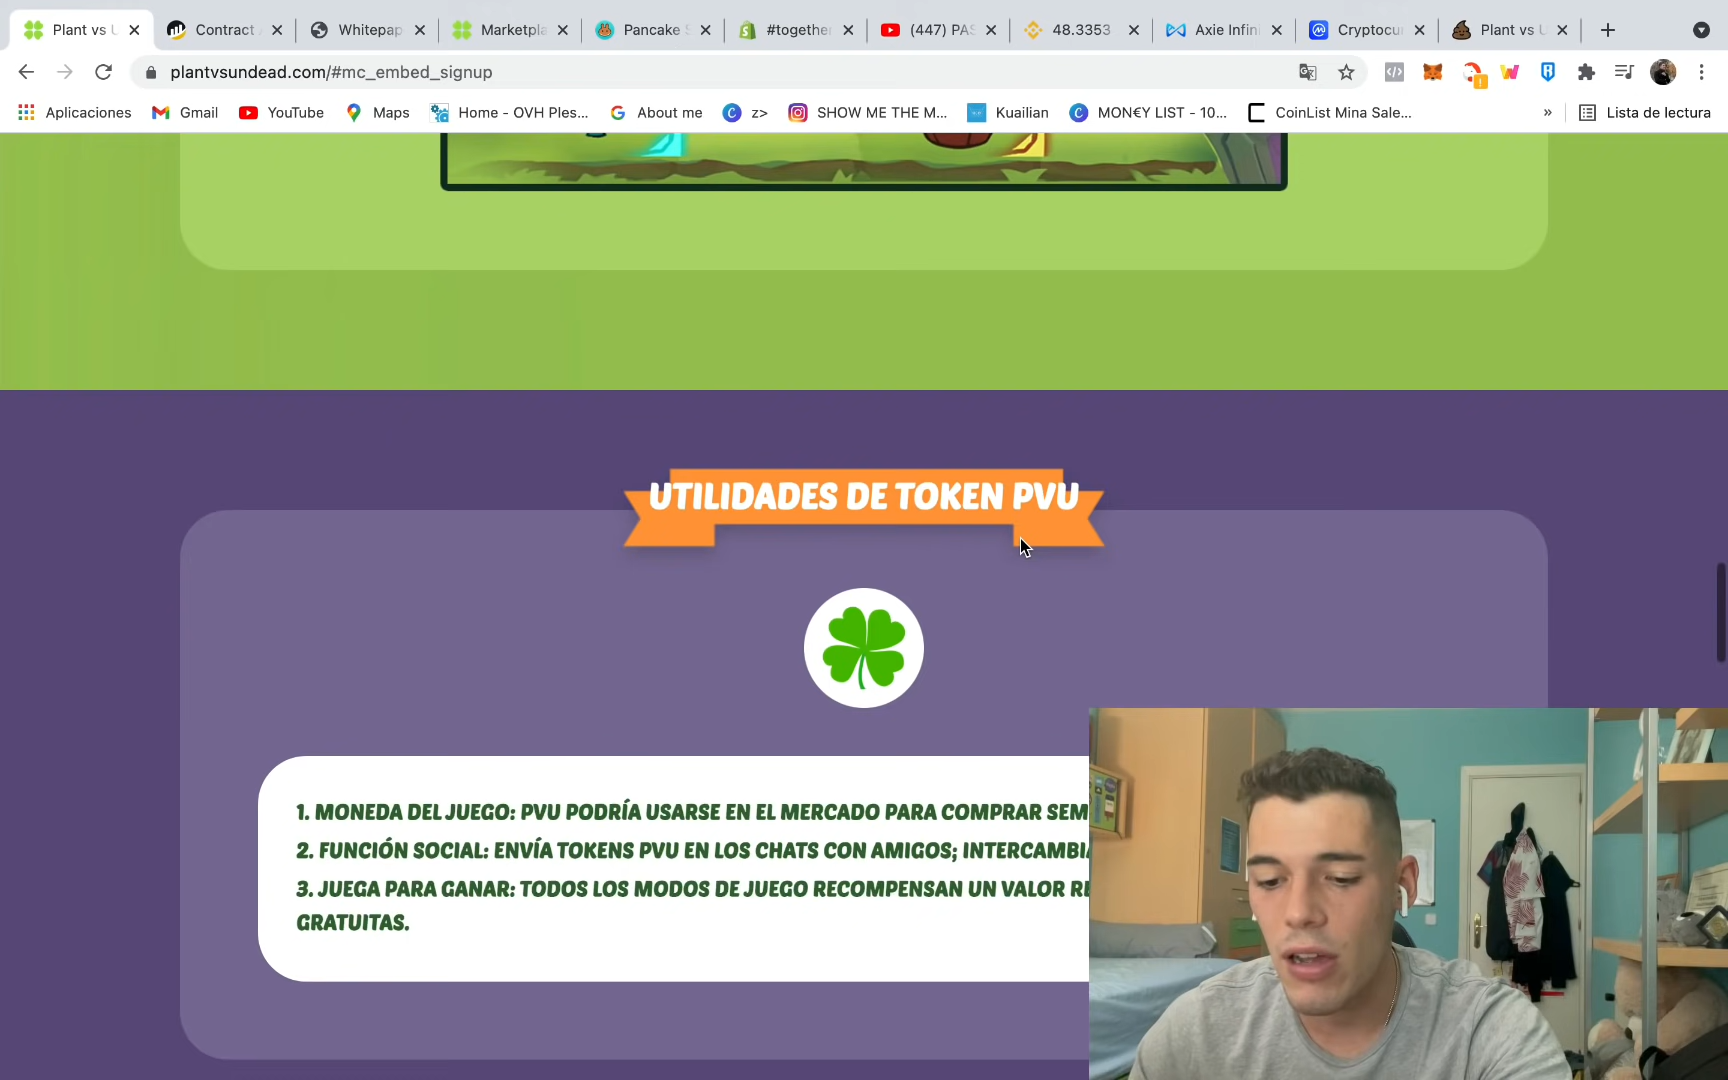 Plant vs U
Contract A
Whitepap
Marketpla
Pancake S
#together
(447) PAS
48.3353
Axie Infin
Cryptocur
Plant vs U
plantvsundead.com/#mc_embed_signup
Aplicaciones
Gmail
YouTube
Maps
Home - OVH Ples...
About me
z>
SHOW ME THE M...
Kuailian
MON€Y LIST - 10...
CoinList Mina Sale...
»
Lista de lectura
UTILIDADES DE TOKEN PVU
1. MONEDA DEL JUEGO: PVU PODRÍA USARSE EN EL MERCADO PARA COMPRAR SEM
2. FUNCIÓN SOCIAL: ENVÍA TOKENS PVU EN LOS CHATS CON AMIGOS; INTERCAMBIA
3. JUEGA PARA GANAR: TODOS LOS MODOS DE JUEGO RECOMPENSAN UN VALOR RE
GRATUITAS.